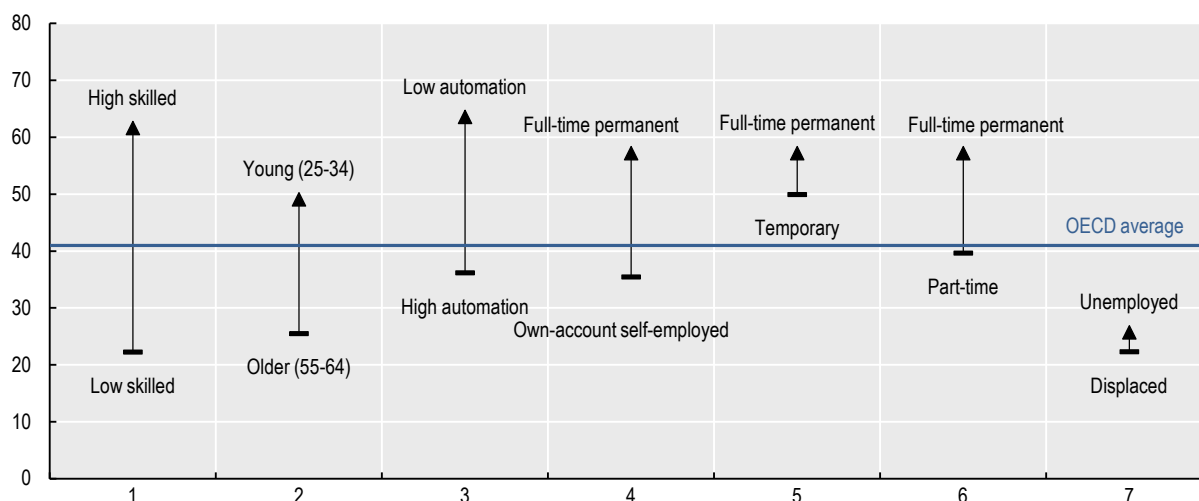 80
70
60
50
40
30
20
10
0
High skilled
Low skilled
Young (25-34)
Older (55-64)
Low automation
High automation
Full-time permanent
Own-account self-employed
Full-time permanent
Temporary
Full-time permanent
Part-time
OECD average
Unemployed
Displaced
1
2
3
4
5
6
7